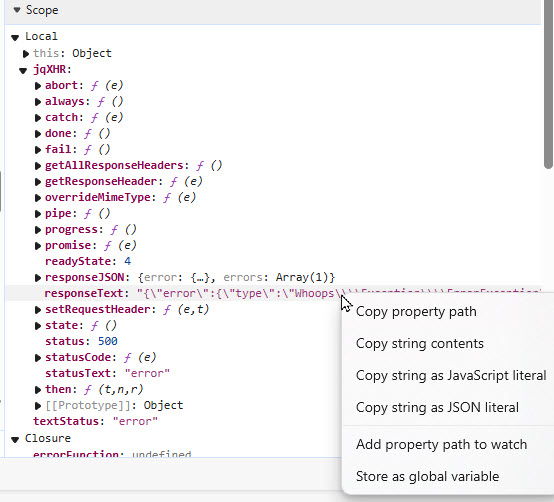 Scope
Local
this: Object
jqXHR:
abort: ƒ (e)
always: ƒ ()
catch: ƒ (e)
done: ƒ ()
fail: ƒ ()
getAllResponseHeaders: ƒ ()
getResponseHeader: ƒ (e)
overrideMimeType: ƒ (e)
pipe: ƒ ()
progress: ƒ ()
promise: ƒ (e)
readyState: 4
responseJSON: {error: {…}, errors: Array(1)}
responseText: "{\"error\":{\"type\":\"Whoops\\\\Exception\\\\ErrorException
setRequestHeader: ƒ (e,t)
state: ƒ ()
status: 500
statusCode: ƒ (e)
statusText: "error"
then: ƒ (t,n,r)
[[Prototype]]: Object
textStatus: "error"
Closure
errorFunction: undefined
Copy property path
Copy string contents
Copy string as JavaScript literal
Copy string as JSON literal
Add property path to watch
Store as global variable